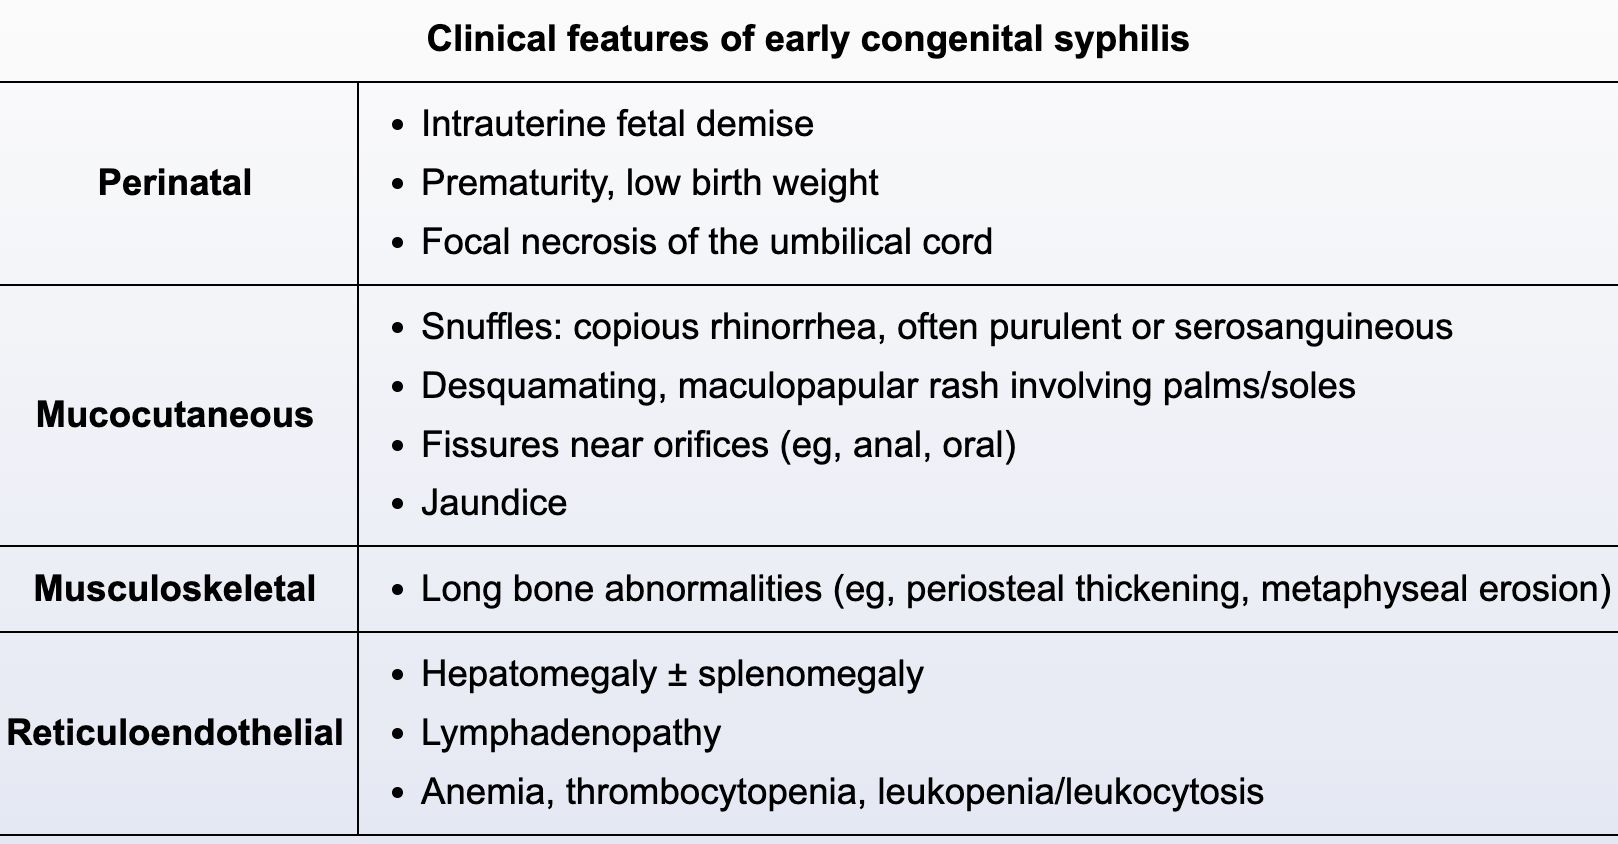 Clinical features of early congenital syphilis
Perinatal
• Intrauterine fetal demise
• Prematurity, low birth weight
• Focal necrosis of the umbilical cord
Mucocutaneous
• Snuffles: copious rhinorrhea, often purulent or serosanguineous
• Desquamating, maculopapular rash involving palms/soles
• Fissures near orifices (eg, anal, oral)
• Jaundice
Musculoskeletal
• Long bone abnormalities (eg, periosteal thickening, metaphyseal erosion)
Reticuloendothelial
• Hepatomegaly ± splenomegaly
• Lymphadenopathy
• Anemia, thrombocytopenia, leukopenia/leukocytosis